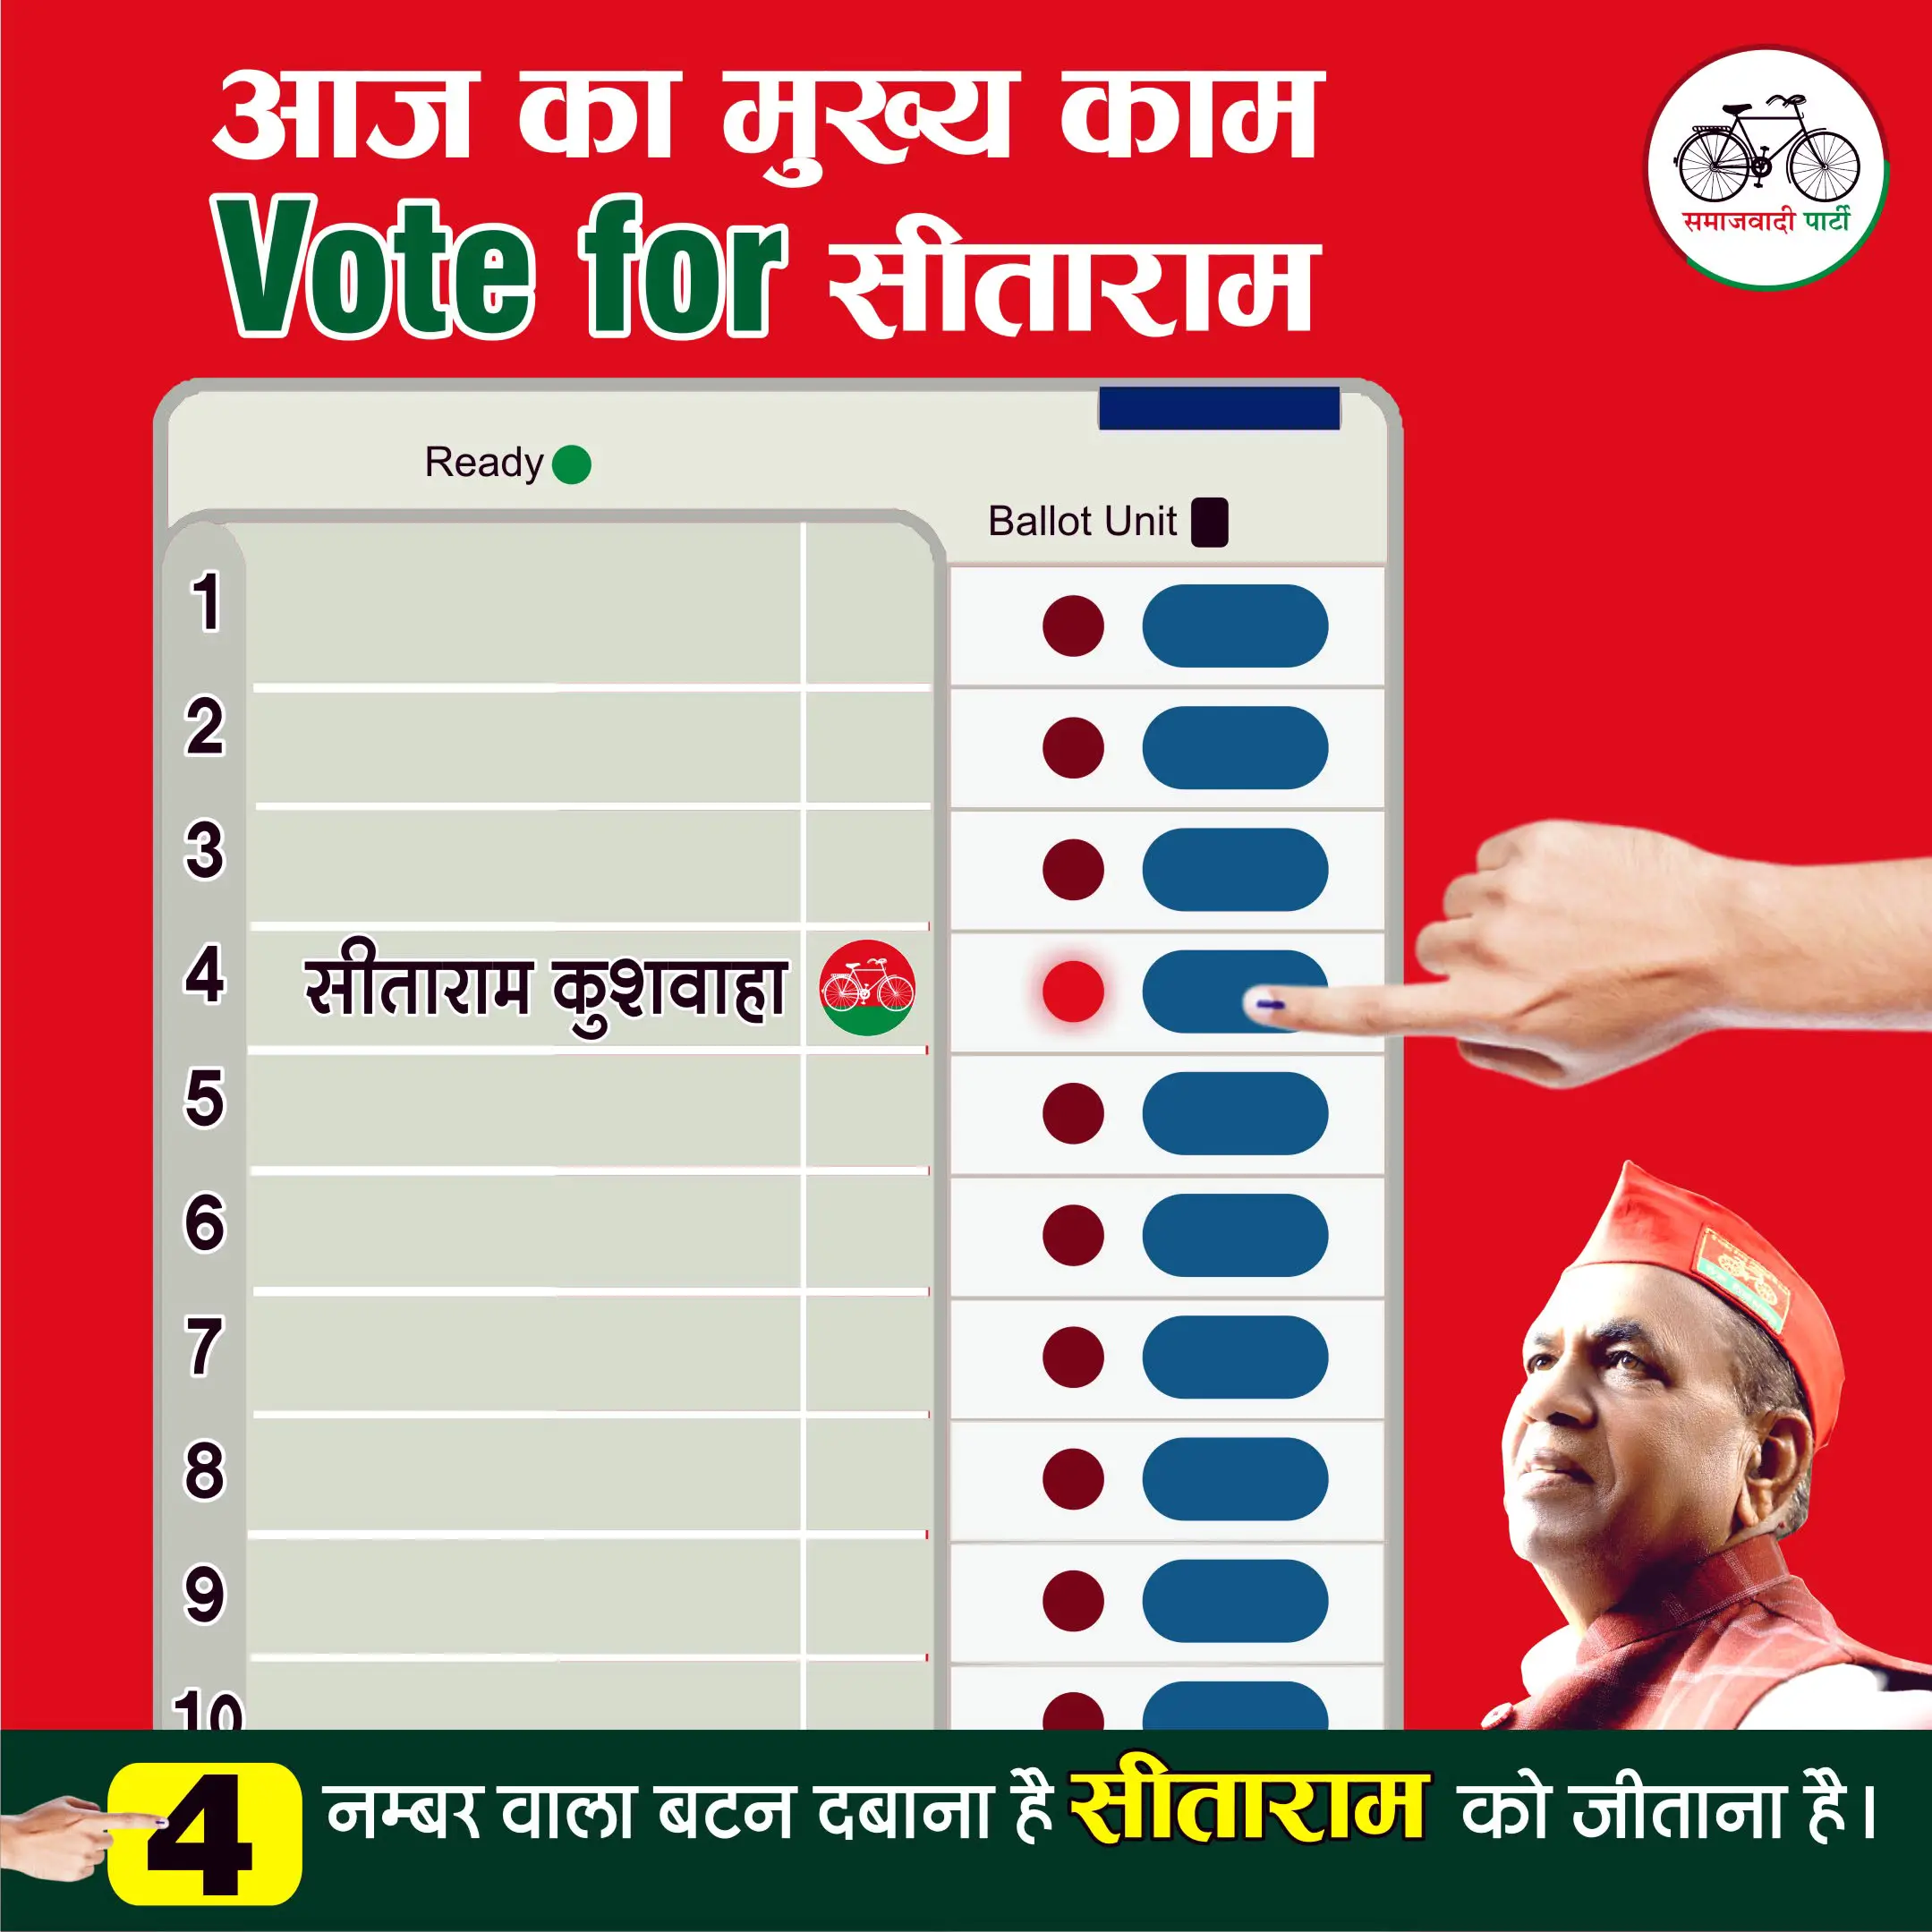 आज का मुख्य काम
Vote for सीताराम
समाजवादी पार्टी
Ready
Ballot Unit
1
2
3
4 सीताराम कुशवाहा
5
6
7
8
9
10
4 नम्बर वाला बटन दबाना है सीताराम को जीताना है।